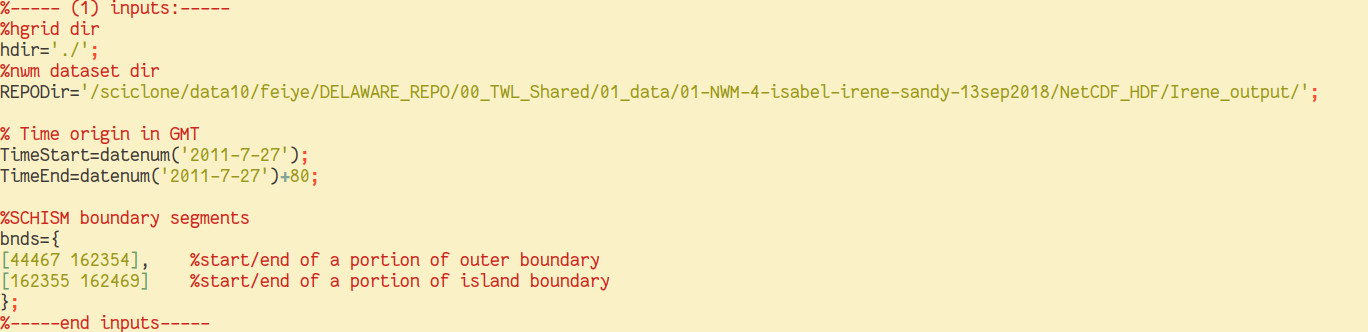 %----- (1) inputs:-----
%hgrid dir
hdir='./';
%nwm dataset dir
REPODir='/sciclone/data10/feiye/DELAWARE_REPO/00_TWL_Shared/01_data/01-NWM-4-isabel-irene-sandy-13sep2018/NetCDF_HDF/Irene_output/';
% Time origin in GMT
TimeStart=datenum('2011-7-27');
TimeEnd=datenum('2011-7-27')+80;
%SCHISM boundary segments
bnds={
[44467 162354],    %start/end of a portion of outer boundary
[162355 162469]    %start/end of a portion of island boundary
};
%-----end inputs-----